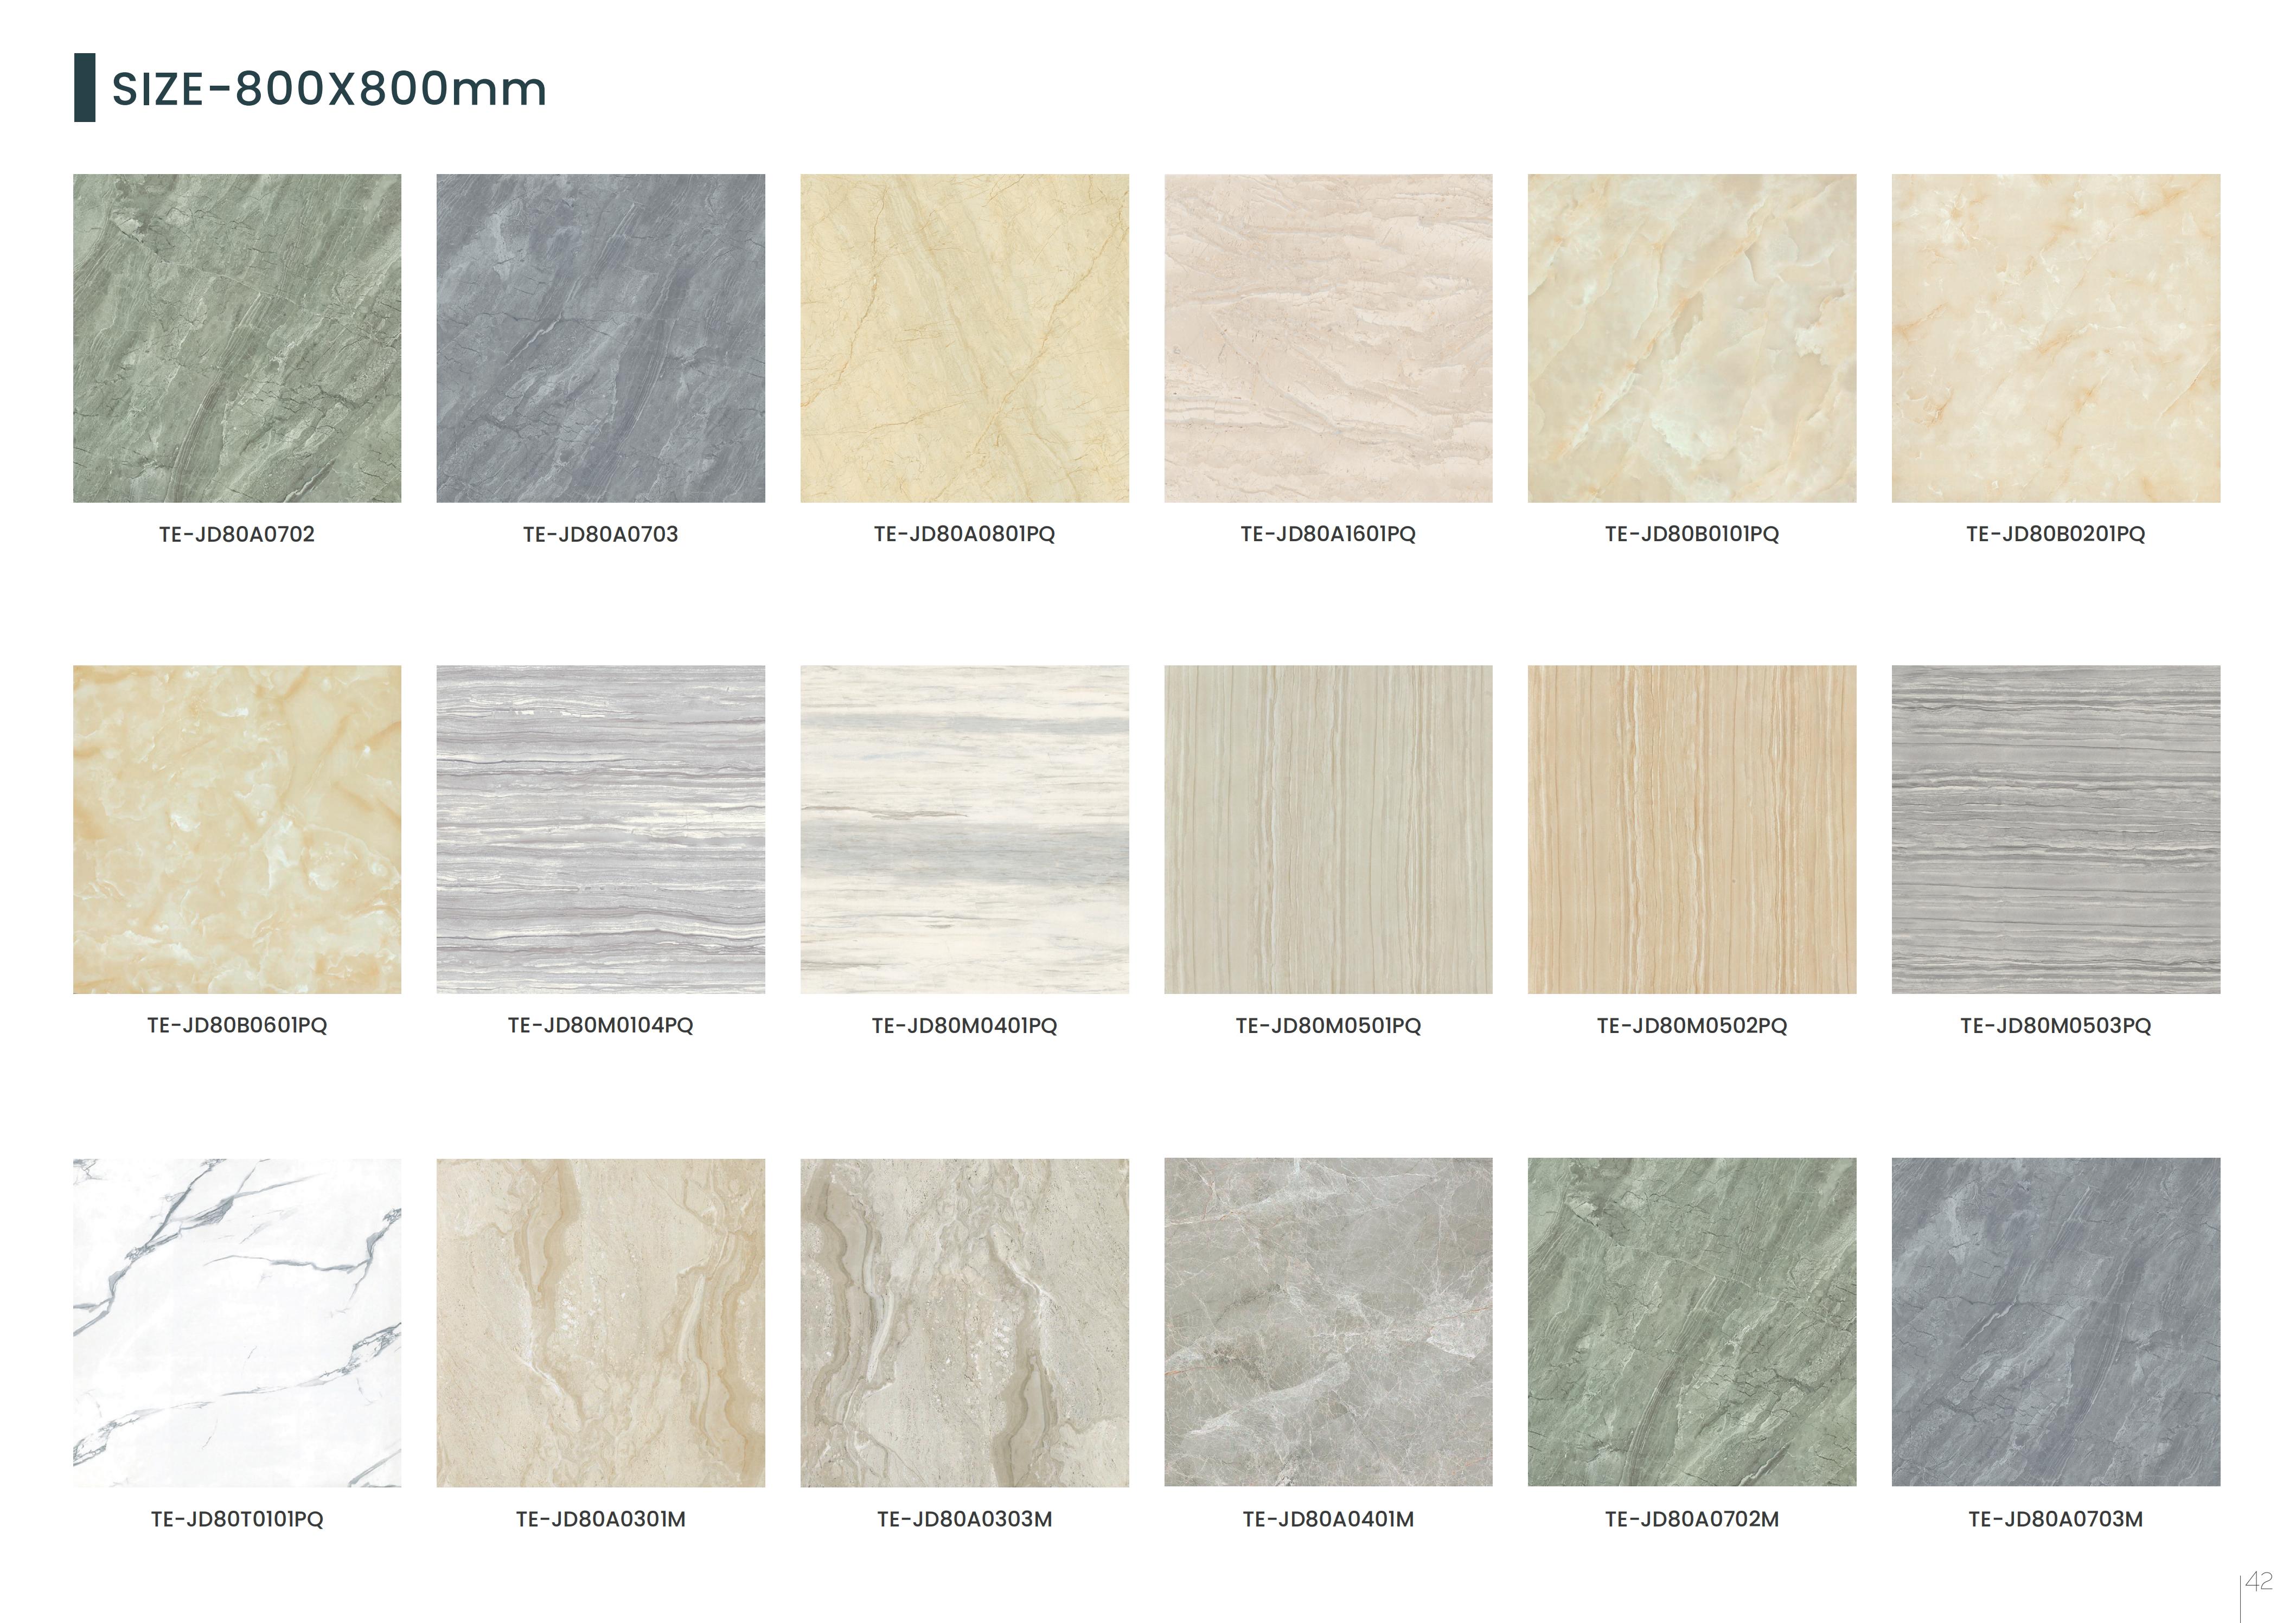 SIZE-800X800mm
TE-JD80A0702
TE-JD80A0703
TE-JD80A0801PQ
TE-JD80A1601PQ
TE-JD80B0101PQ
TE-JD80B0201PQ
TE-JD80B0601PQ
TE-JD80M0104PQ
TE-JD80M0401PQ
TE-JD80M0501PQ
TE-JD80M0502PQ
TE-JD80M0503PQ
TE-JD80T0101PQ
TE-JD80A0301M
TE-JD80A0303M
TE-JD80A0401M
TE-JD80A0702M
TE-JD80A0703M
42